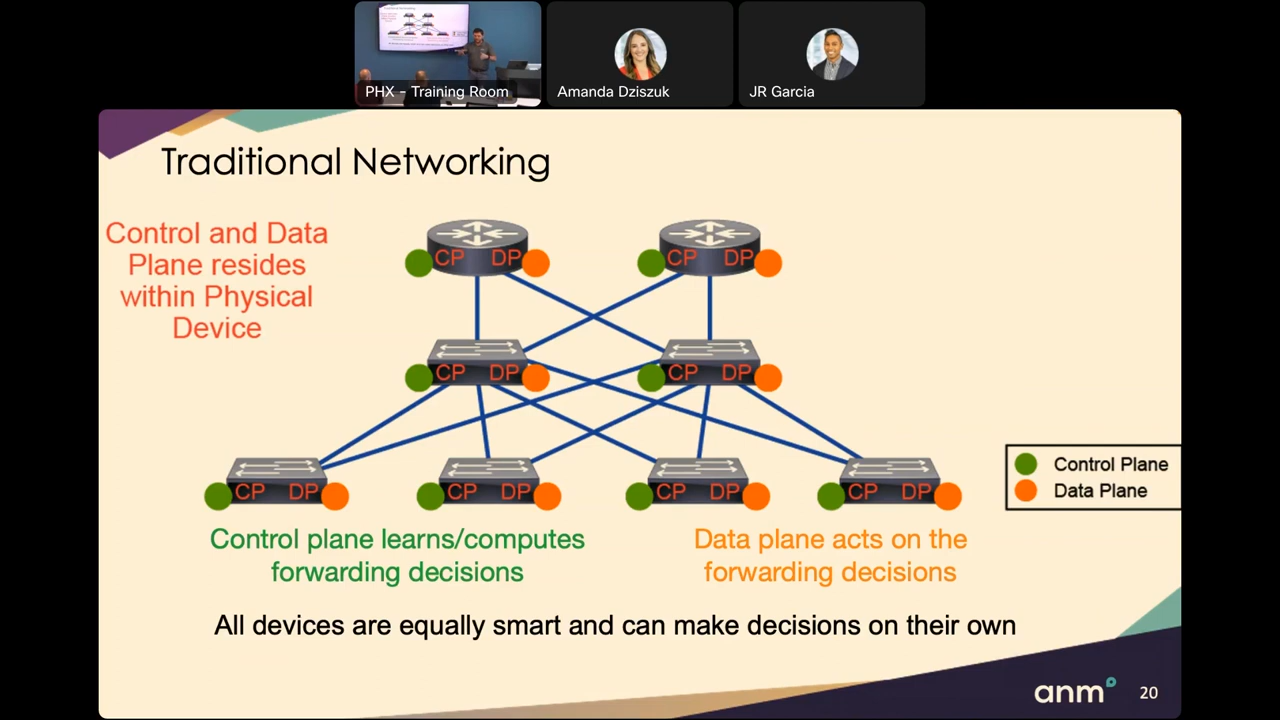 PHX - Training Room
Amanda Dziszuk
JR Garcia
Traditional Networking
Control and Data
Plane resides
within Physical
Device
CP DP CP DP
CP DP CP DP
CP DP CP DP CP DP CP DP
Control Plane
Data Plane
Control plane learns/computes
forwarding decisions
Data plane acts on the
forwarding decisions
All devices are equally smart and can make decisions on their own
anm
20